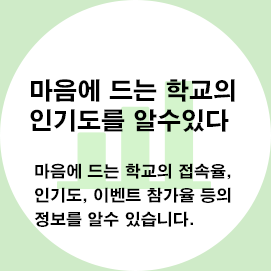 마음에 드는 학교의
인기도를 알수있다
마음에 드는 학교의 접속율,
인기도, 이벤트 참가율 등의
정보를 알수 있습니다.